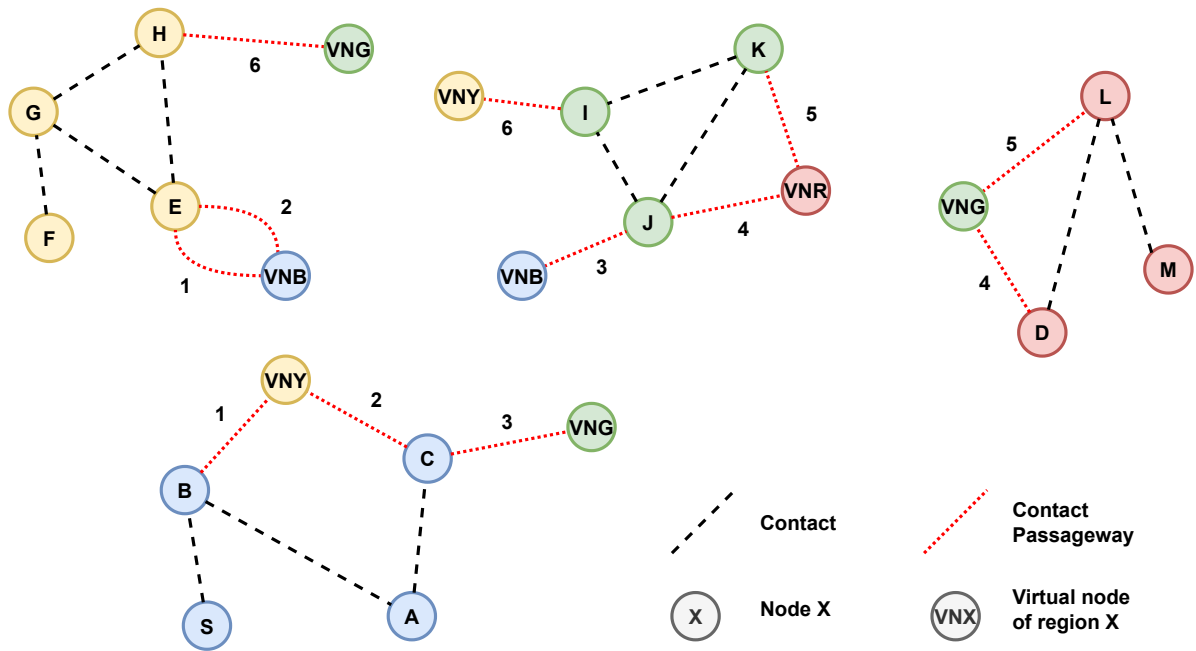 H
VNG
6
G
E
2
F
VNB
1
K
VNY
I
5
6
VNR
J
4
VNB
3
L
5
VNG
M
4
D
VNY
1
2
3
VNG
C
B
S
A
Contact
Contact
Passageway
X
Node X
VNX
Virtual node
of region X